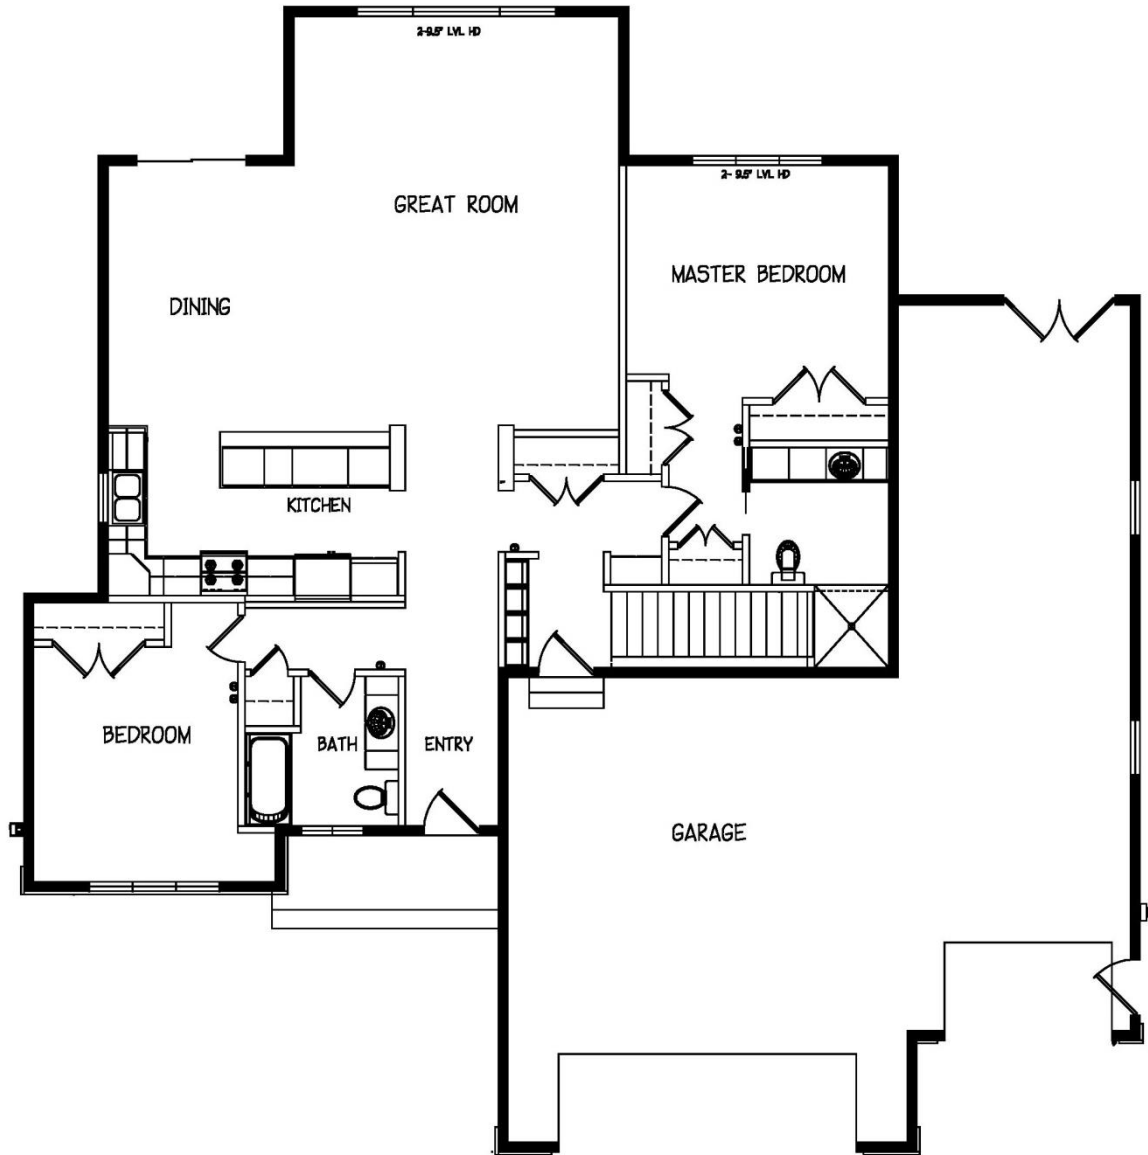 2-9.5" LVL HD
2- 9.5" LVL HD
GREAT ROOM
MASTER BEDROOM
DINING
KITCHEN
BEDROOM
BATH
ENTRY
GARAGE